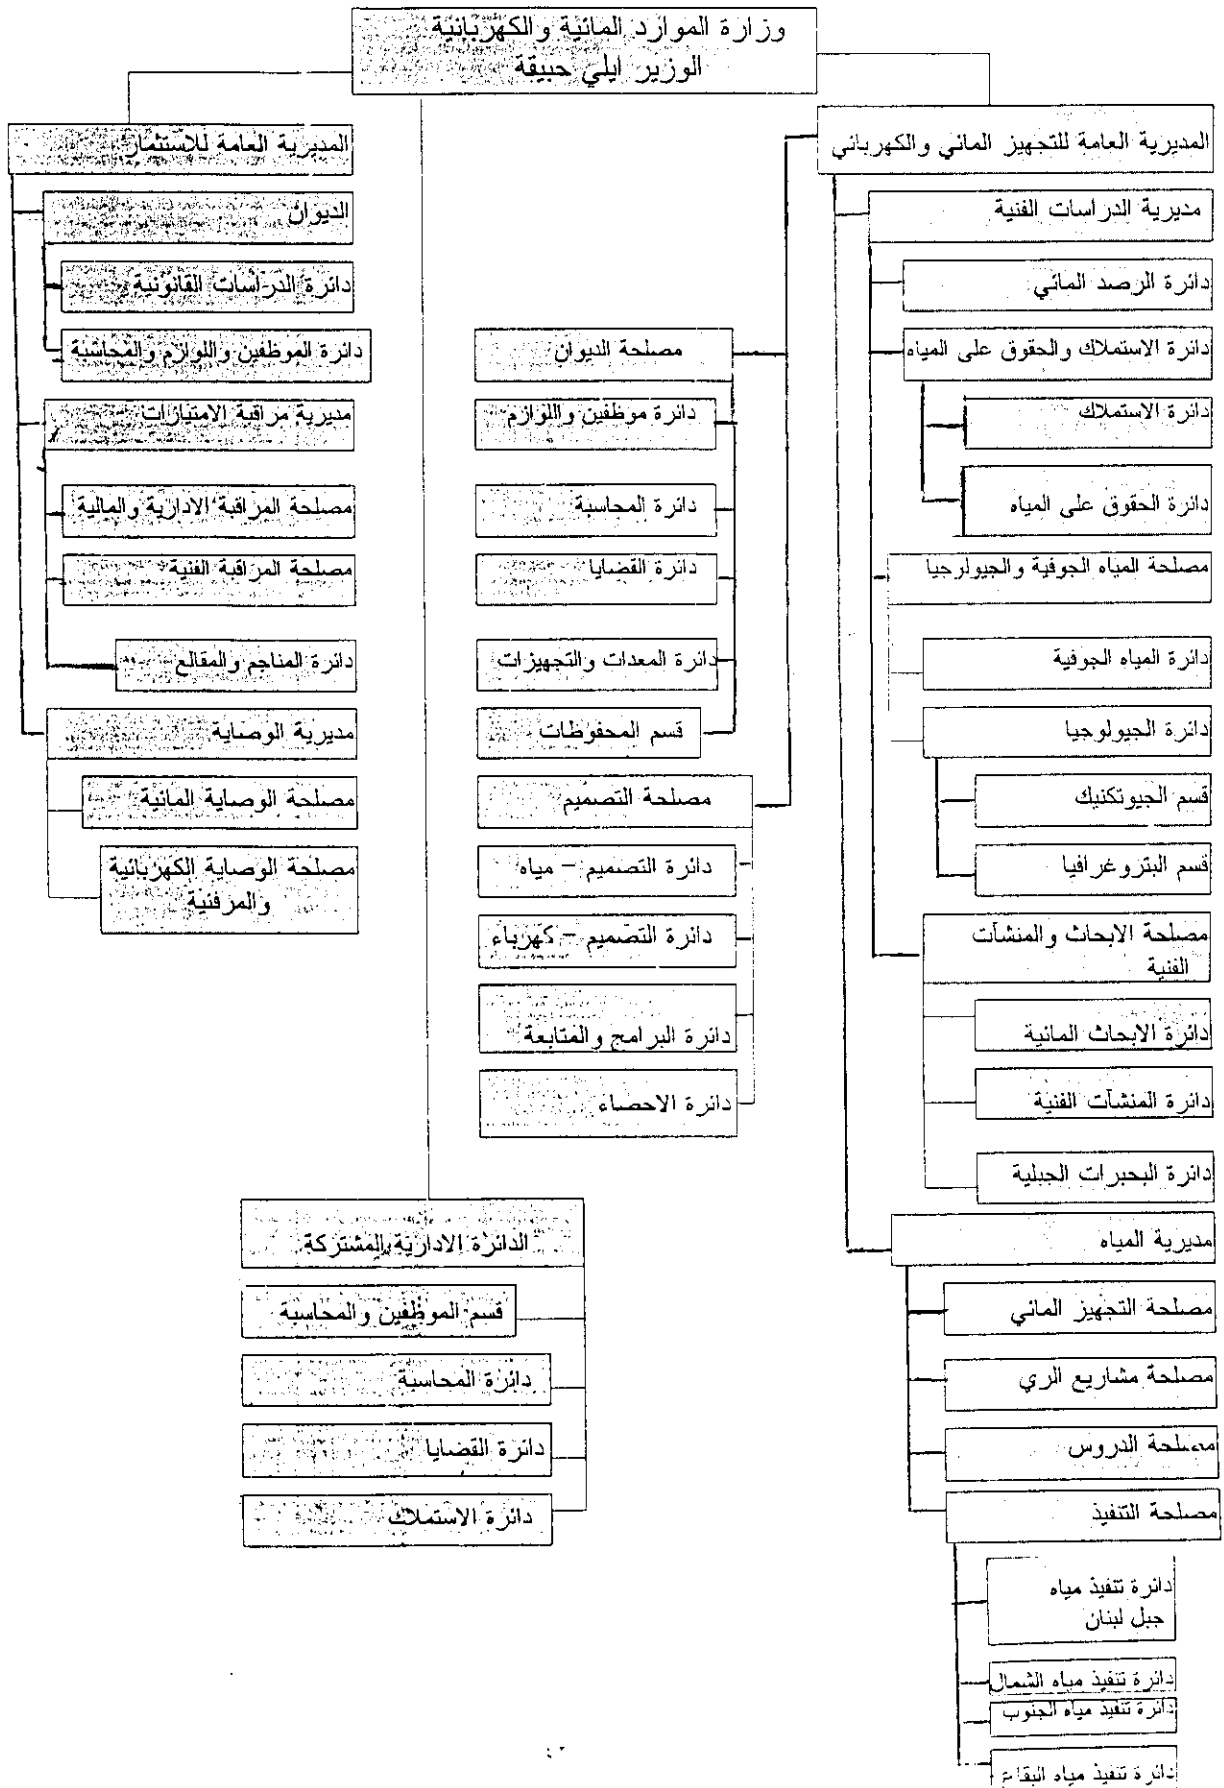 وزارة الموارد المائية والكهربائية
الوزير ايلي حبيقة
المديرية العامة للتجهيز المائي والكهربائي
مديرية الدراسات الفنية
دائرة الرصد المائي
دائرة الاستملاك والحقوق على المياه
دائرة الاستملاك
دائرة الحقوق على المياه
مصلحة المياه الجوفية والجيولرجيا
دائرة المياه الجوفية
دائرة الجيولوجيا
قسم الجيوتكنيك
قسم البتروغرافيا
مصلحة الابحاث والمنشآت
الفنية
دائرة الابحاث المائية
دائرة المنشآت الفنية
دائرة البحيرات الجبلية
مديرية المياه
مصلحة التجهيز المائي
مصلحة مشاريع الري
مصلحة الدروس
مصلحة التنفيذ
دائرة تنفيذ مياه
جبل لبنان
دائرة تنفيذ مياه الشمال
دائرة تنفيذ مياه الجنوب
دائرة تنفيذ مياه البقاع
مصلحة الديوان
دائرة موظفين واللوازم
دائرة المحاسبة
دائرة القضايا
دائرة المعدات والتجهيزات
قسم المحفوظات
مصلحة التصميم
دائرة التصميم – مياه
دائرة التصميم – كهرباء
دائرة البرامج والمتابعة
دائرة الاحصاء
المديرية العامة للاستثمار
الديوان
دائرة الدراسات القانونية
دائرة الموظفين واللوازم والمحاسبة
مديرية مراقبة الامتيازات
مصلحة المراقبة الادارية والمالية
مصلحة المراقبة الفنية
دائرة المناجم والمقالع
مديرية الوصاية
مصلحة الوصاية المائية
مصلحة الوصاية الكهربائية
والمرفئية
الدائرة الادارية المشتركة
قسم الموظفين والمحاسبة
دائرة المحاسبة
دائرة القضايا
دائرة الاستملاك